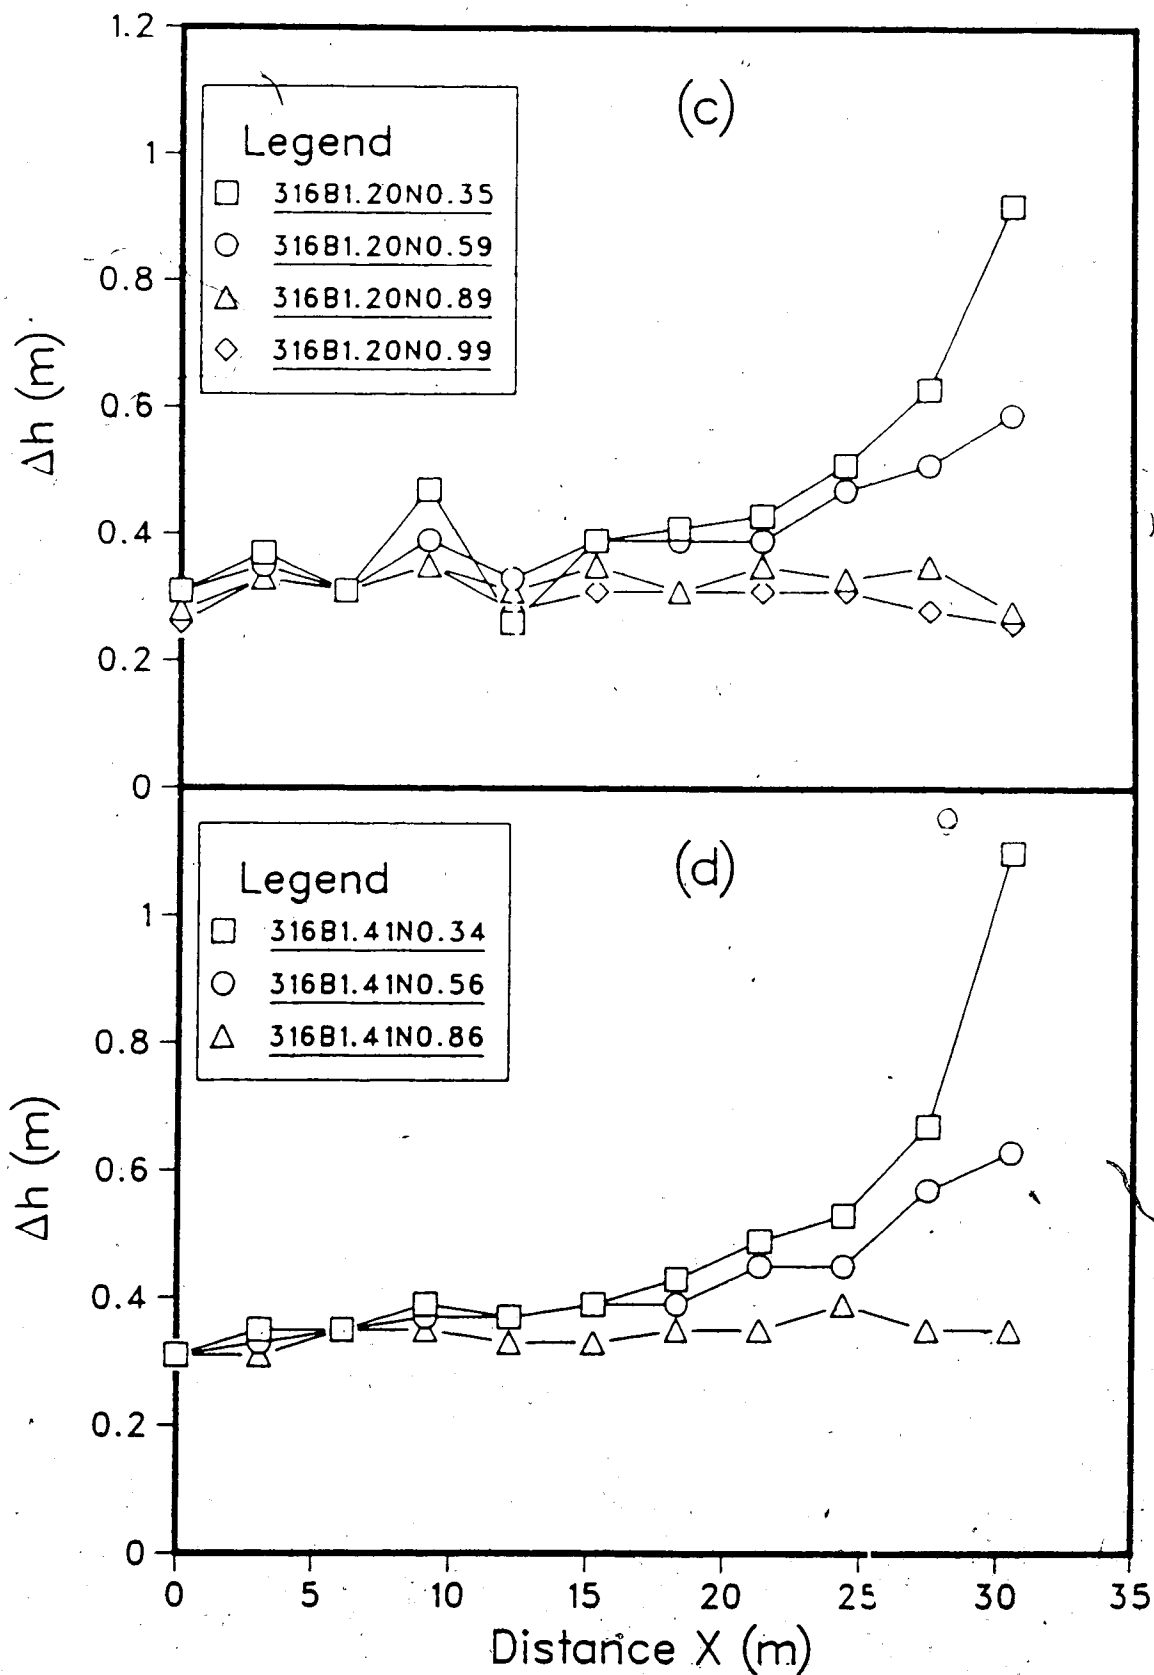 1.2
(c)
Legend
1
316B1.20N0.35
316B1.20N0.59
0.8
316B1.20N0.89
316B1.20N0.99
Δh (m)
0.6
0.4
0.2
0
(d)
Legend
1
316B1.41N0.34
316B1.41N0.56
0.8
316B1.41N0.86
Δh (m)
0.6
0.4
0.2
0
0 5 10 15 20 25 30 35
Distance X (m)